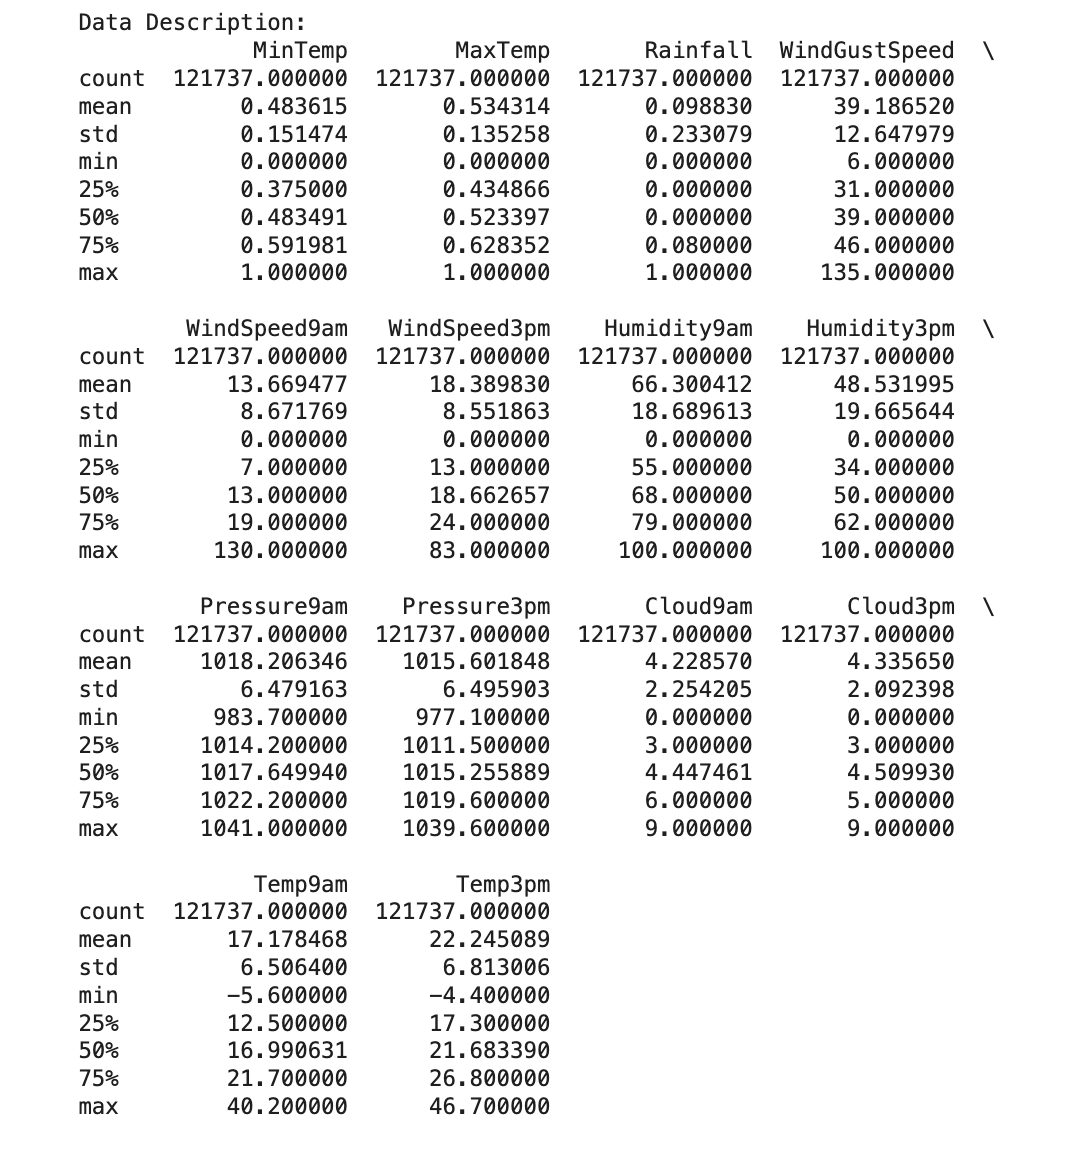 Data Description:
MinTemp MaxTemp Rainfall WindGustSpeed \
count 121737.000000 121737.000000 121737.000000 121737.000000
mean 0.483615 0.534314 0.098830 39.186520
std 0.151474 0.135258 0.233079 12.647979
min 0.000000 0.000000 0.000000 6.000000
25% 0.375000 0.434866 0.000000 31.000000
50% 0.483491 0.523397 0.000000 39.000000
75% 0.591981 0.628352 0.080000 46.000000
max 1.000000 1.000000 1.000000 135.000000
WindSpeed9am WindSpeed3pm Humidity9am Humidity3pm \
count 121737.000000 121737.000000 121737.000000 121737.000000
mean 13.669477 18.389830 66.300412 48.531995
std 8.671769 8.551863 18.689613 19.665644
min 0.000000 0.000000 0.000000 0.000000
25% 7.000000 13.000000 55.000000 34.000000
50% 13.000000 18.662657 68.000000 50.000000
75% 19.000000 24.000000 79.000000 62.000000
max 130.000000 83.000000 100.000000 100.000000
Pressure9am Pressure3pm Cloud9am Cloud3pm \
count 121737.000000 121737.000000 121737.000000 121737.000000
mean 1018.206346 1015.601848 4.228570 4.335650
std 6.479163 6.495903 2.254205 2.092398
min 983.700000 977.100000 0.000000 0.000000
25% 1014.200000 1011.500000 3.000000 3.000000
50% 1017.649940 1015.255889 4.447461 4.509930
75% 1022.200000 1019.600000 6.000000 5.000000
max 1041.000000 1039.600000 9.000000 9.000000
Temp9am Temp3pm
count 121737.000000 121737.000000
mean 17.178468 22.245089
std 6.506400 6.813006
min −5.600000 −4.400000
25% 12.500000 17.300000
50% 16.990631 21.683390
75% 21.700000 26.800000
max 40.200000 46.700000